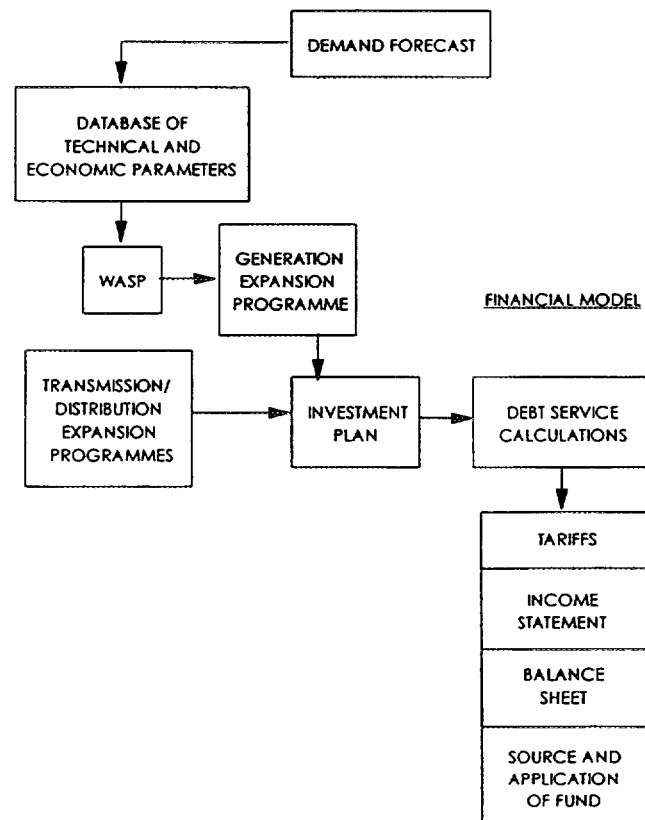 DEMAND FORECAST
DATABASE OF
TECHNICAL AND
ECONOMIC PARAMETERS
WASP
GENERATION
EXPANSION
PROGRAMME
FINANCIAL MODEL
TRANSMISSION/
DISTRIBUTION
EXPANSION
PROGRAMMES
INVESTMENT
PLAN
DEBT SERVICE
CALCULATIONS
TARIFFS
INCOME
STATEMENT
BALANCE
SHEET
SOURCE AND
APPLICATION
OF FUND